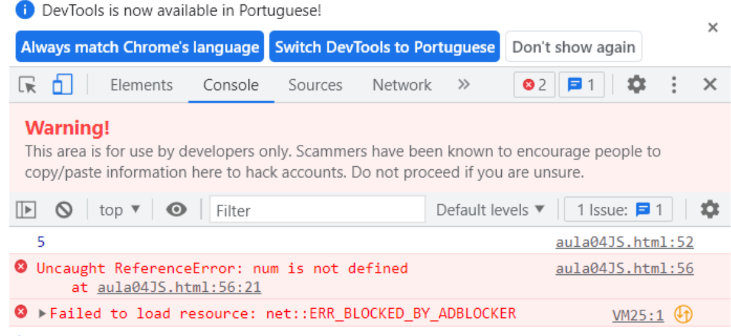 DevTools is now available in Portuguese!
Always match Chrome's language Switch DevTools to Portuguese Don't show again
Elements Console Sources Network 2 1
Warning!
This area is for use by developers only. Scammers have been known to encourage people to
copy/paste information here to hack accounts. Do not proceed if you are unsure.
top Filter Default levels 1 Issue: 1
5 aula04JS.html:52
Uncaught ReferenceError: num is not defined aula04JS.html:56
at aula04JS.html:56:21
Failed to load resource: net::ERR_BLOCKED_BY_ADBLOCKER VM25:1